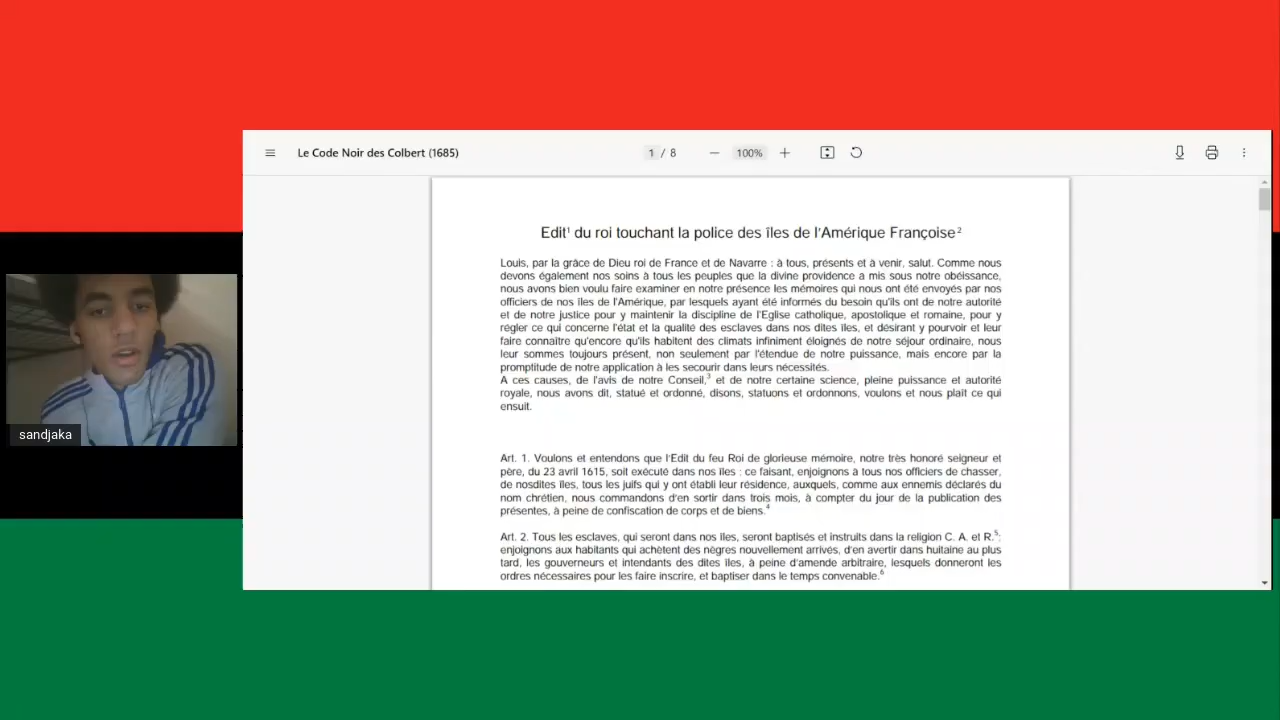 Le Code Noir des Colbert (1685)
1 / 8
100%
Edit¹ du roi touchant la police des îles de l'Amérique Françoise²
Louis, par la grâce de Dieu roi de France et de Navarre : à tous, présents et à venir, salut. Comme nous
devons également nos soins à tous les peuples que la divine providence a mis sous notre obéissance,
nous avons bien voulu faire examiner en notre présence les mémoires qui nous ont été envoyés par nos
officiers de nos îles de l'Amérique, par lesquels ayant été informés du besoin qu'ils ont de notre autorité
et de notre justice pour y maintenir la discipline de l'Eglise catholique, apostolique et romaine, pour y
régler ce qui concerne l'état et la qualité des esclaves dans nos dites îles, et désirant y pourvoir et leur
faire connaître qu'encore qu'ils habitent des climats infiniment éloignés de notre séjour ordinaire, nous
leur sommes toujours présent, non seulement par l'étendue de notre puissance, mais encore par la
promptitude de notre application à les secourir dans leurs nécessités.
A ces causes, de l'avis de notre Conseil,³ et de notre certaine science, pleine puissance et autorité
royale, nous avons dit, statué et ordonné, disons, statuons et ordonnons, voulons et nous plaît ce qui
ensuit.
Art. 1. Voulons et entendons que l'Edit du feu Roi de glorieuse mémoire, notre très honoré seigneur et
père, du 23 avril 1615, soit exécuté dans nos îles : ce faisant, enjoignons à tous nos officiers de chasser,
de nosdites îles, tous les juifs qui y ont établi leur résidence, auxquels, comme aux ennemis déclarés du
nom chrétien, nous commandons d'en sortir dans trois mois, à compter du jour de la publication des
présentes, à peine de confiscation de corps et de biens.⁴
Art. 2. Tous les esclaves, qui seront dans nos îles, seront baptisés et instruits dans la religion C. A. et R.⁵;
enjoignons aux habitants qui achètent des nègres nouvellement arrivés, d'en avertir dans huitaine au plus
tard, les gouverneurs et intendants des dites îles, à peine d'amende arbitraire, lesquels donneront les
ordres nécessaires pour les faire inscrire, et baptiser dans le temps convenable.⁶
sandjaka